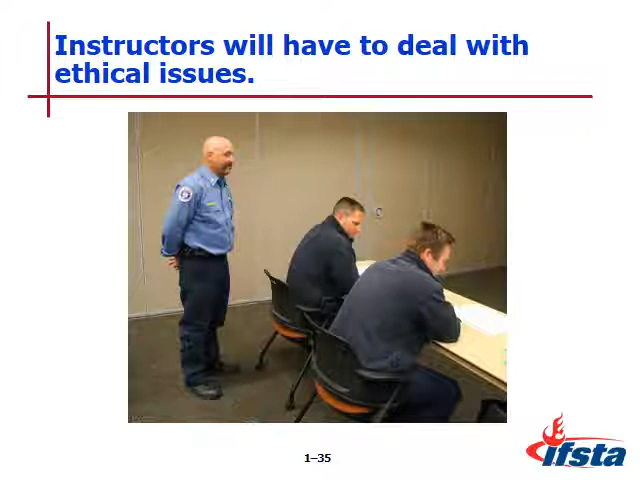 Instructors will have to deal with
ethical issues.
1–35
ifsta